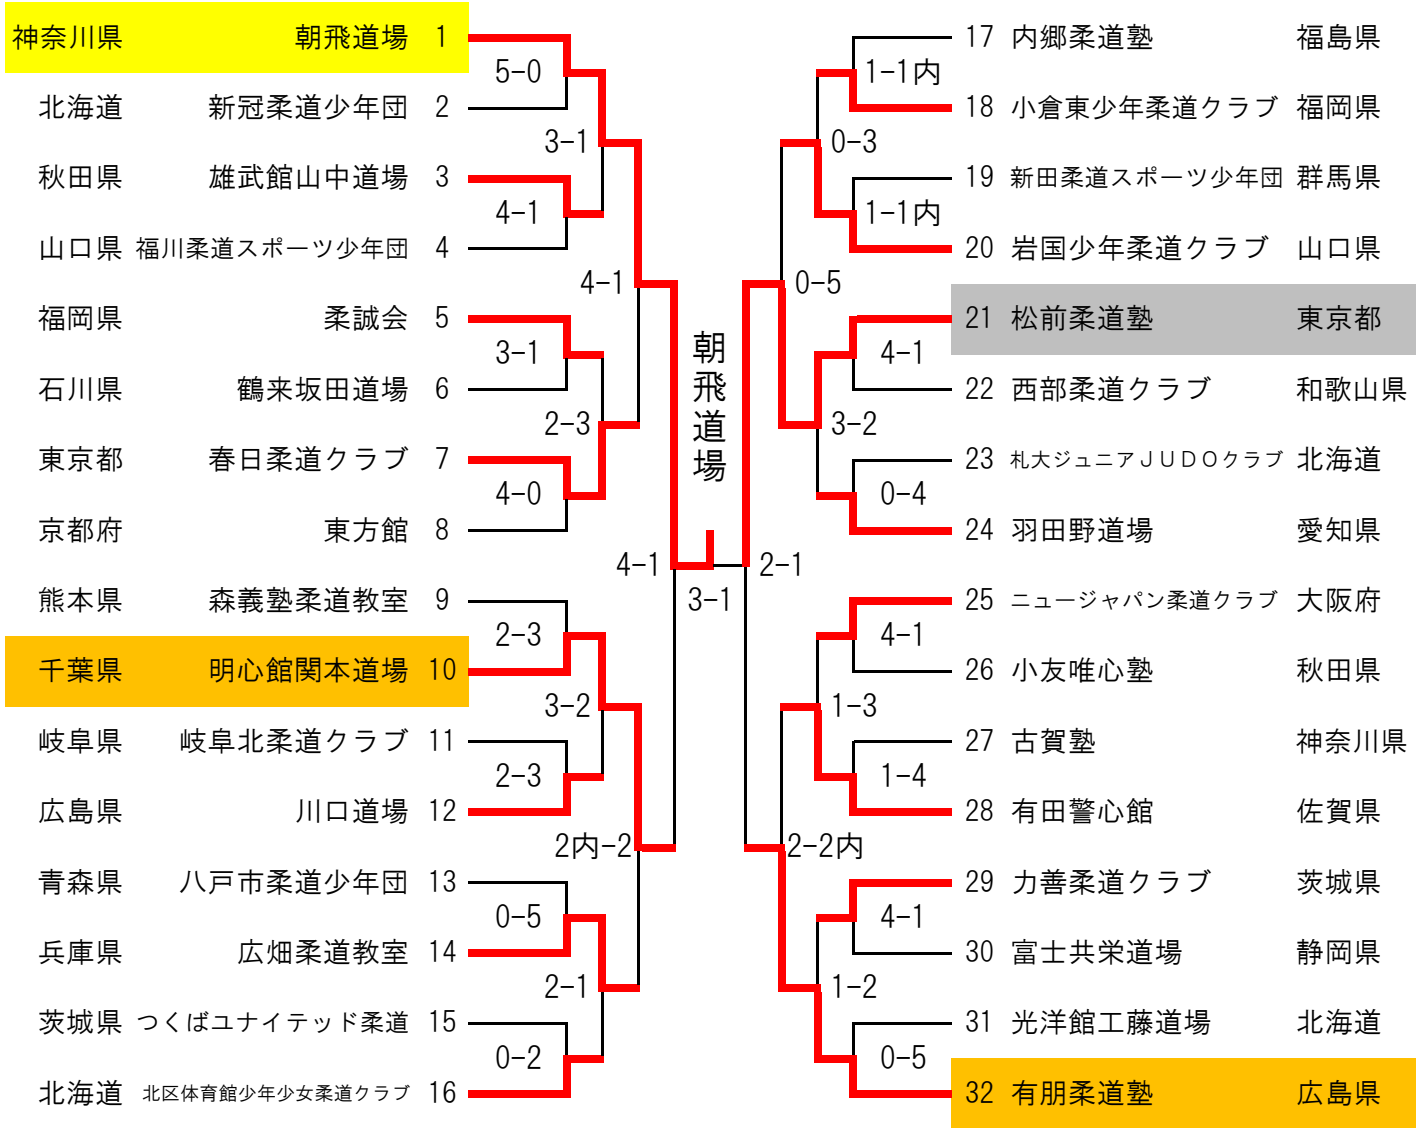 神奈川県 朝飛道場 1
5-0
北海道 新冠柔道少年団 2
3-1
秋田県 雄武館山中道場 3
4-1
山口県 福川柔道スポーツ少年団 4
4-1
福岡県 柔誠会 5
3-1
石川県 鶴来坂田道場 6
2-3
東京都 春日柔道クラブ 7
4-0
京都府 東方館 8
4-1
熊本県 森義塾柔道教室 9
2-3
千葉県 明心館関本道場 10
3-2
岐阜県 岐阜北柔道クラブ 11
2-3
広島県 川口道場 12
2内-2
青森県 八戸市柔道少年団 13
0-5
兵庫県 広畑柔道教室 14
2-1
茨城県 つくばユナイテッド柔道 15
0-2
北海道 北区体育館少年少女柔道クラブ 16
朝飛道場
3-1
17 内郷柔道塾 福島県
1-1内
18 小倉東少年柔道クラブ 福岡県
0-3
19 新田柔道スポーツ少年団 群馬県
1-1内
20 岩国少年柔道クラブ 山口県
0-5
21 松前柔道塾 東京都
4-1
22 西部柔道クラブ 和歌山県
3-2
23 札大ジュニアJUDOクラブ 北海道
0-4
24 羽田野道場 愛知県
2-1
25 ニュージャパン柔道クラブ 大阪府
4-1
26 小友唯心塾 秋田県
1-3
27 古賀塾 神奈川県
1-4
28 有田警心館 佐賀県
2-2内
29 力善柔道クラブ 茨城県
4-1
30 富士共栄道場 静岡県
1-2
31 光洋館工藤道場 北海道
0-5
32 有朋柔道塾 広島県